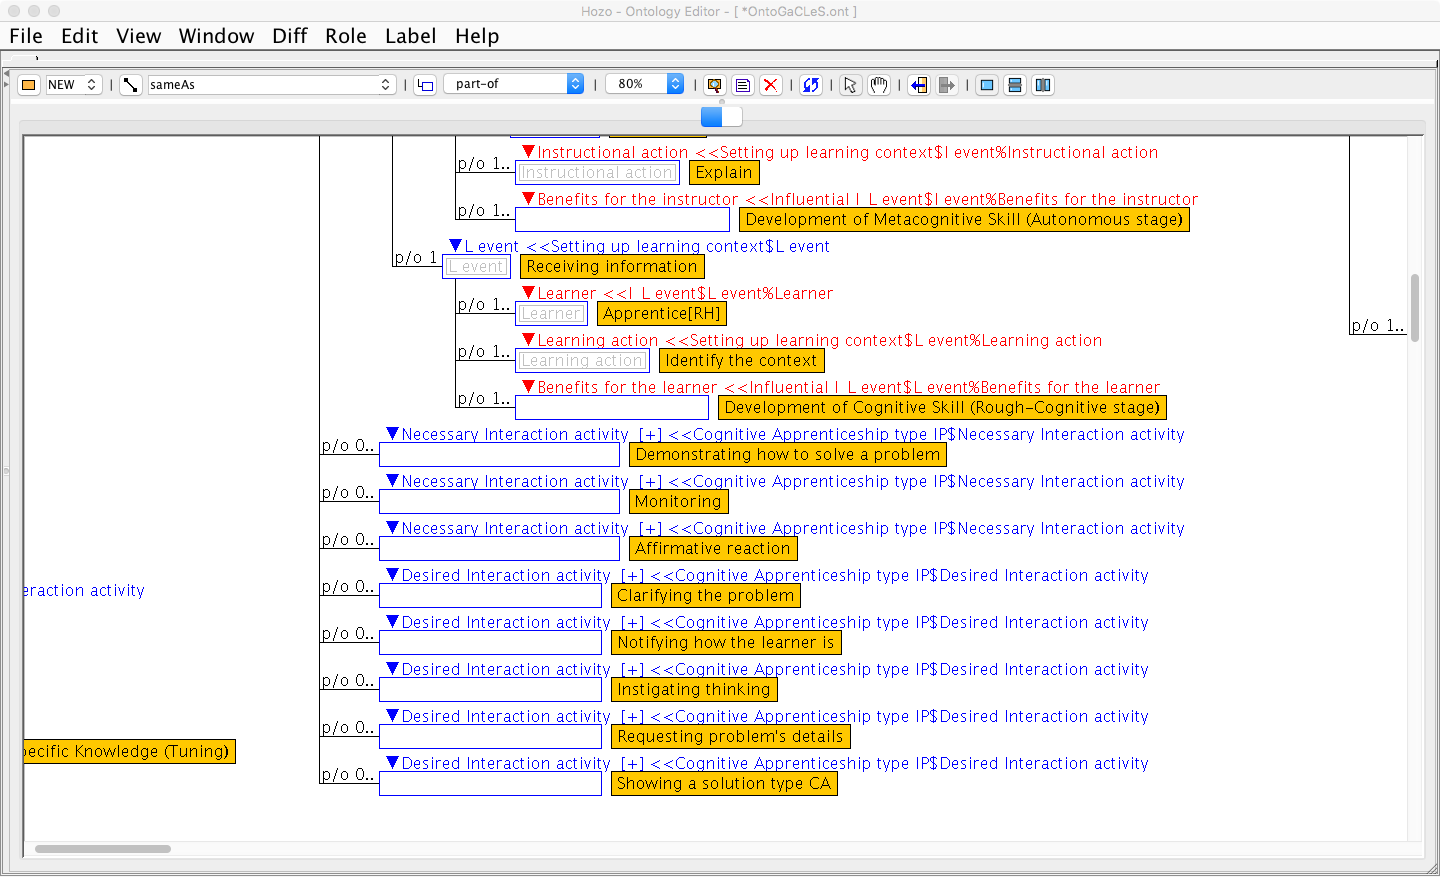 Hozo - Ontology Editor - [ *OntoGaCLeS.ont ]
File Edit View Window Diff Role Label Help
NEW sameAs part-of 80%
Instructional action <<Setting up learning context$I event%Instructional action
p/o 1.. Instructional action Explain
Benefits for the instructor <<Influential I_L event$I event%Benefits for the instructor
p/o 1.. Development of Metacognitive Skill (Autonomous stage)
L event <<Setting up learning context$L event
p/o 1 L event Receiving information
Learner <<I_L event$L event%Learner
p/o 1.. Learner Apprentice[RH]
p/o 1..
Learning action <<Setting up learning context$L event%Learning action
p/o 1.. Learning action Identify the context
Benefits for the learner <<Influential I_L event$L event%Benefits for the learner
p/o 1.. Development of Cognitive Skill (Rough-Cognitive stage)
Necessary Interaction activity [+] <<Cognitive Apprenticeship type IP$Necessary Interaction activity
p/o 0.. Demonstrating how to solve a problem
Necessary Interaction activity [+] <<Cognitive Apprenticeship type IP$Necessary Interaction activity
p/o 0.. Monitoring
Necessary Interaction activity [+] <<Cognitive Apprenticeship type IP$Necessary Interaction activity
p/o 0.. Affirmative reaction
Desired Interaction activity [+] <<Cognitive Apprenticeship type IP$Desired Interaction activity
eraction activity p/o 0.. Clarifying the problem
Desired Interaction activity [+] <<Cognitive Apprenticeship type IP$Desired Interaction activity
p/o 0.. Notifying how the learner is
Desired Interaction activity [+] <<Cognitive Apprenticeship type IP$Desired Interaction activity
p/o 0.. Instigating thinking
Desired Interaction activity [+] <<Cognitive Apprenticeship type IP$Desired Interaction activity
p/o 0.. Requesting problem's details
pecific Knowledge (Tuning)
Desired Interaction activity [+] <<Cognitive Apprenticeship type IP$Desired Interaction activity
p/o 0.. Showing a solution type CA